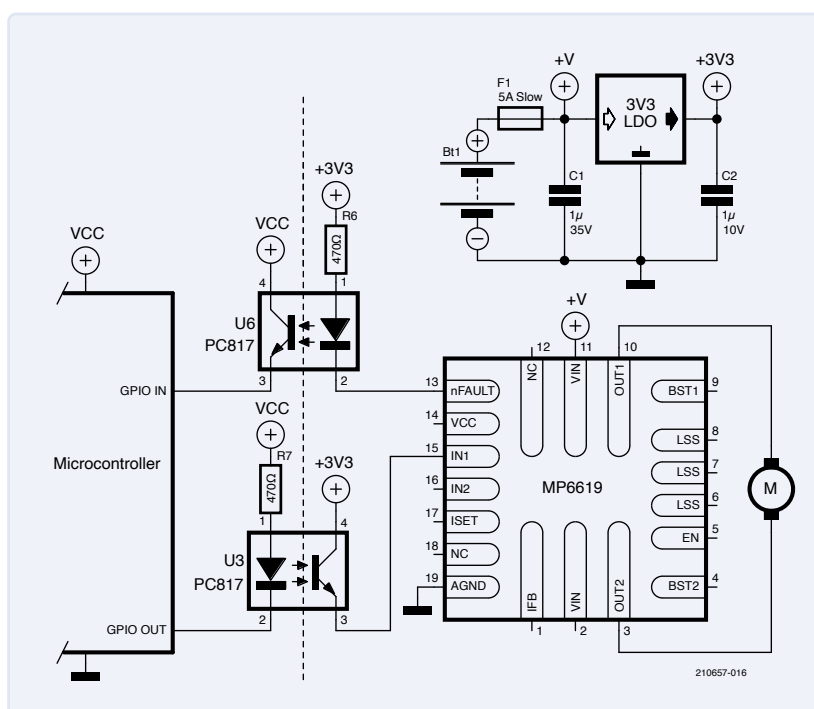 +V
+3V3
F1
5A Slow
3V3
LDO
Bt1
C1
1µ
35V
C2
1µ
10V
+3V3
R6
470Ω
VCC
VCC
4
1
U6
PC817
3
2
GPIO IN
VCC
R7
470Ω
+3V3
Microcontroller
1
4
U3
PC817
2
3
GPIO OUT
+V
12
11
10
NC
VIN
OUT1
13
nFAULT
14
VCC
15
IN1
16
IN2
17
ISET
18
NC
19
AGND
MP6619
9
BST1
8
LSS
7
LSS
6
LSS
5
EN
4
BST2
IFB
VIN
OUT2
1
2
3
M
210657-016